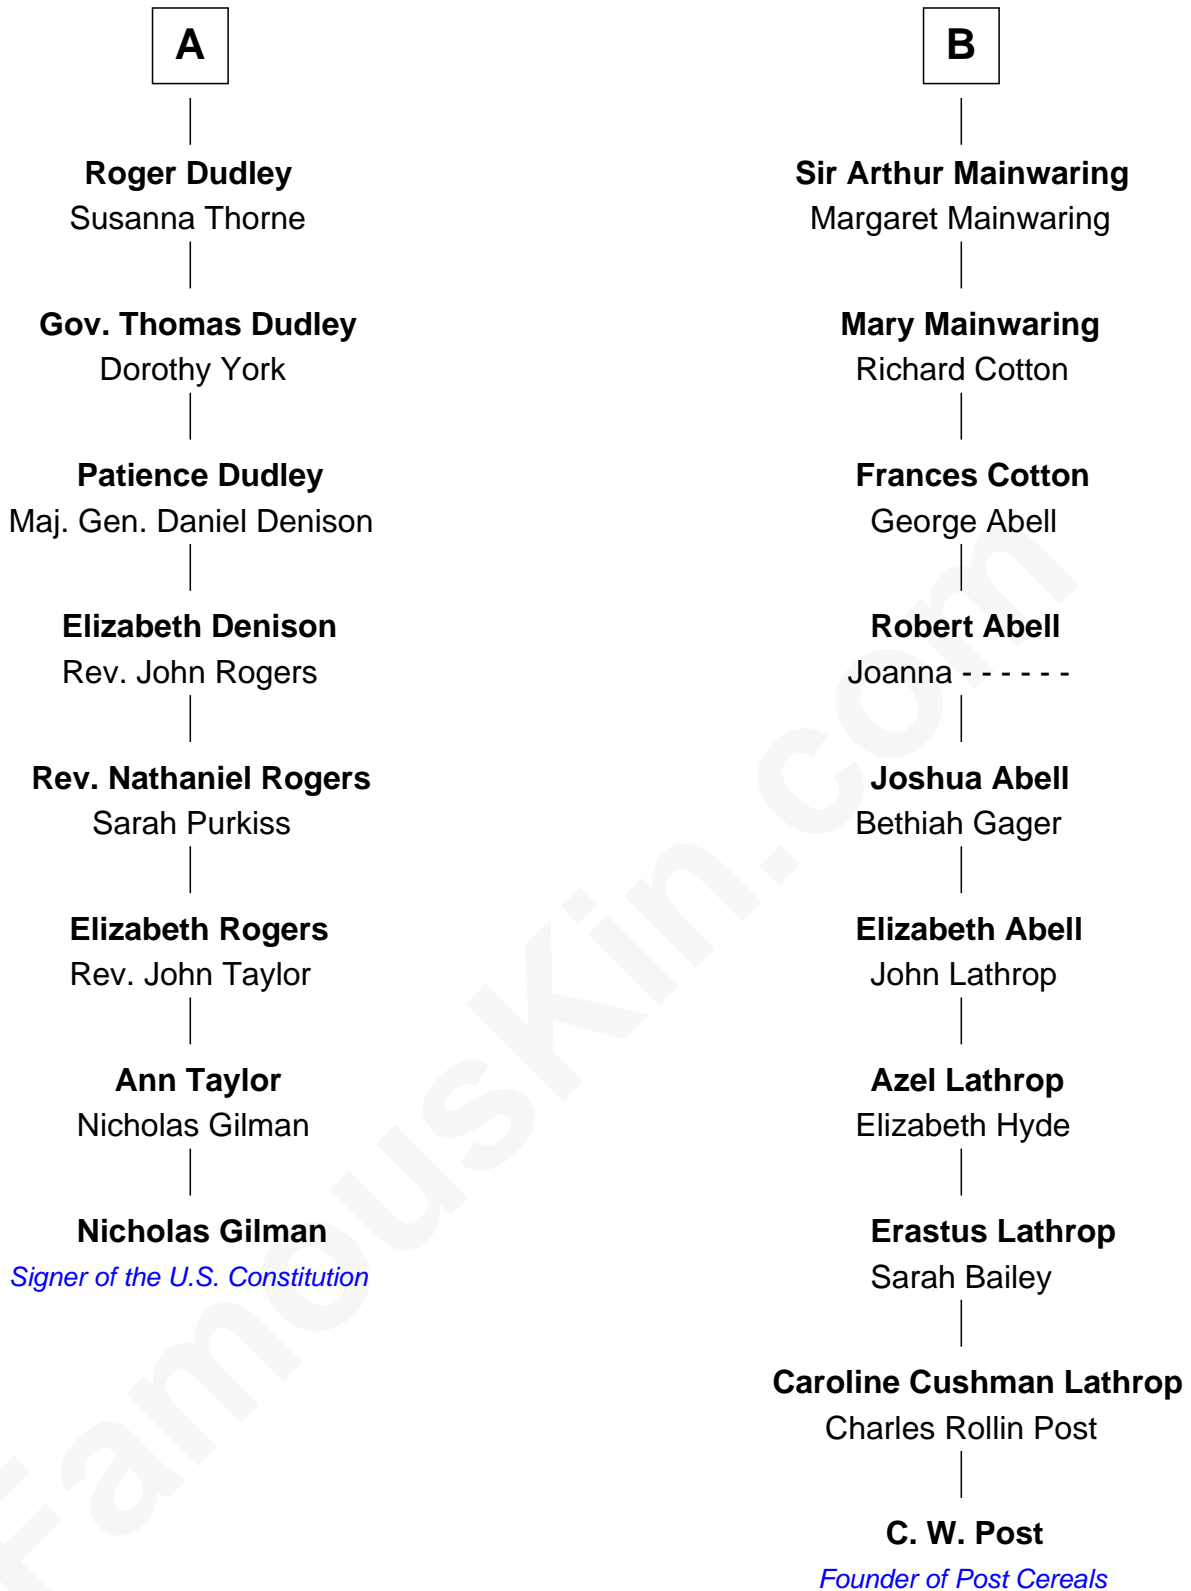 A
Roger Dudley
Susanna Thorne
Gov. Thomas Dudley
Dorothy York
Patience Dudley
Maj. Gen. Daniel Denison
Elizabeth Denison
Rev. John Rogers
Rev. Nathaniel Rogers
Sarah Purkiss
Elizabeth Rogers
Rev. John Taylor
Ann Taylor
Nicholas Gilman
Nicholas Gilman
Signer of the U.S. Constitution
B
Sir Arthur Mainwaring
Margaret Mainwaring
Mary Mainwaring
Richard Cotton
Frances Cotton
George Abell
Robert Abell
Joanna - - - - - -
Joshua Abell
Bethiah Gager
Elizabeth Abell
John Lathrop
Azel Lathrop
Elizabeth Hyde
Erastus Lathrop
Sarah Bailey
Caroline Cushman Lathrop
Charles Rollin Post
C. W. Post
Founder of Post Cereals
FamousKin.com